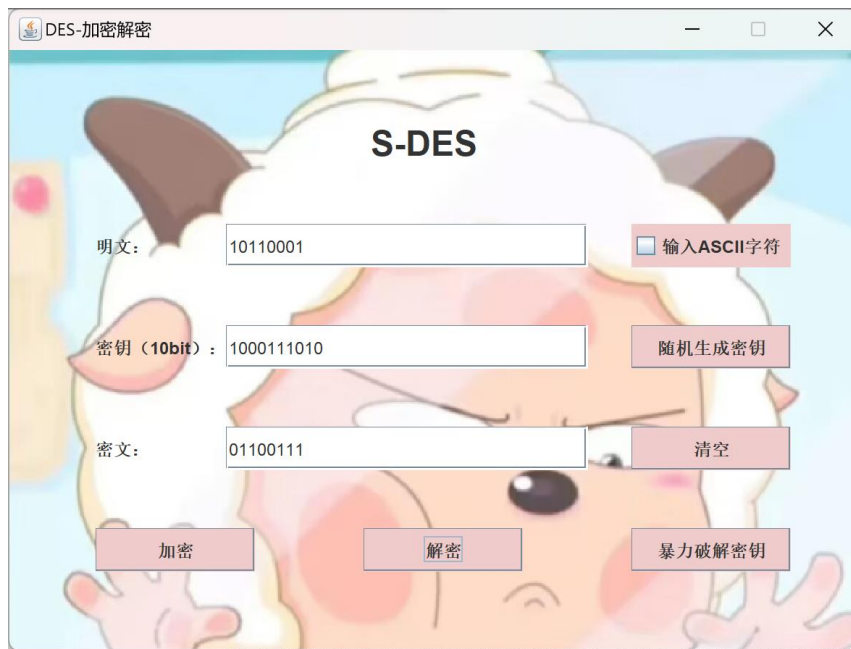 DES-加密解密
S-DES
明文： 10110001 输入ASCII字符
密钥（10bit）： 1000111010 随机生成密钥
密文： 01100111 清空
加密 解密 暴力破解密钥